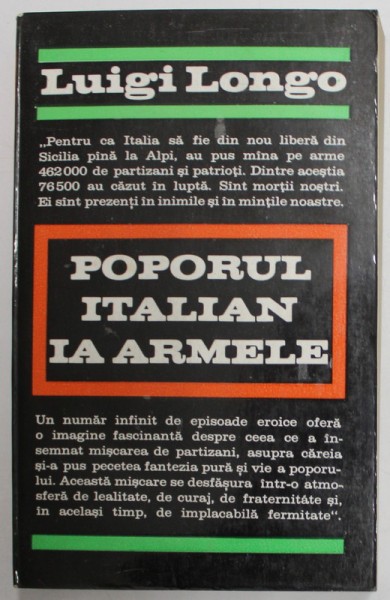 Luigi Longo
„Pentru ca Italia să fie din nou liberă din
Sicilia pînă la Alpi, au pus mîna pe arme
462 000 de partizani și patrioți. Dintre aceștia
76 500 au căzut în luptă. Sînt morții noștri.
Ei sînt prezenți în inimile și în mințile noastre.
POPORUL
ITALIAN
IA ARMELE
Un număr infinit de episoade eroice oferă
o imagine fascinantă despre ceea ce a în-
semnat mișcarea de partizani, asupra căreia
și-a pus pecetea fantezia pură și vie a poporu-
lui. Această mișcare se desfășura într-o atmo-
sferă de lealitate, de curaj, de fraternitate și,
în același timp, de implacabilă fermitate“.